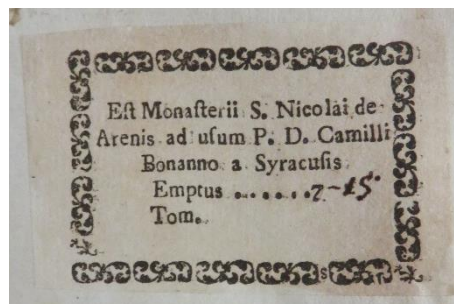 Eſt Monaſterii S. Nicolai de
Arenis ad uſum P. D. Camilli
Bonanno a Syracuſis
Emptus ........7-15
Tom.